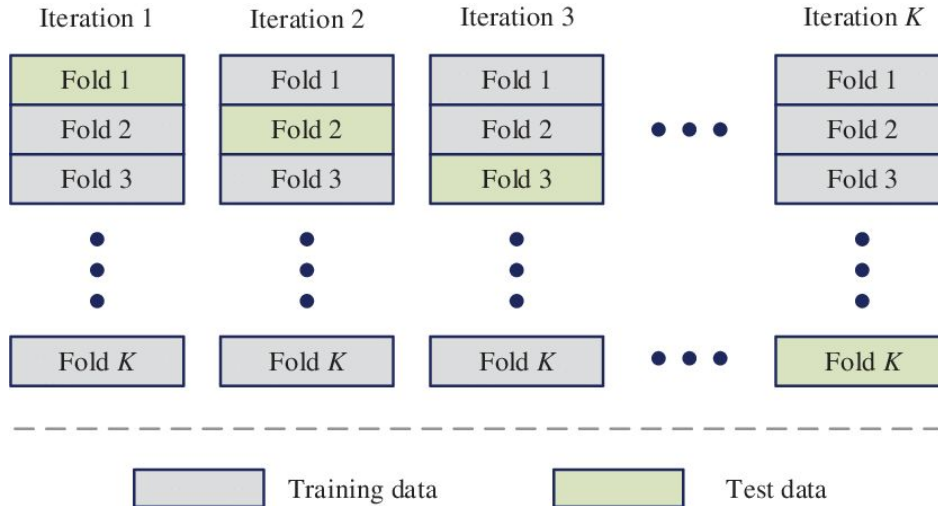 Iteration 1 Iteration 2 Iteration 3 Iteration K
Fold 1 Fold 1 Fold 1 Fold 1
Fold 2 Fold 2 Fold 2 Fold 2
Fold 3 Fold 3 Fold 3 Fold 3
Fold K Fold K Fold K Fold K
Training data Test data